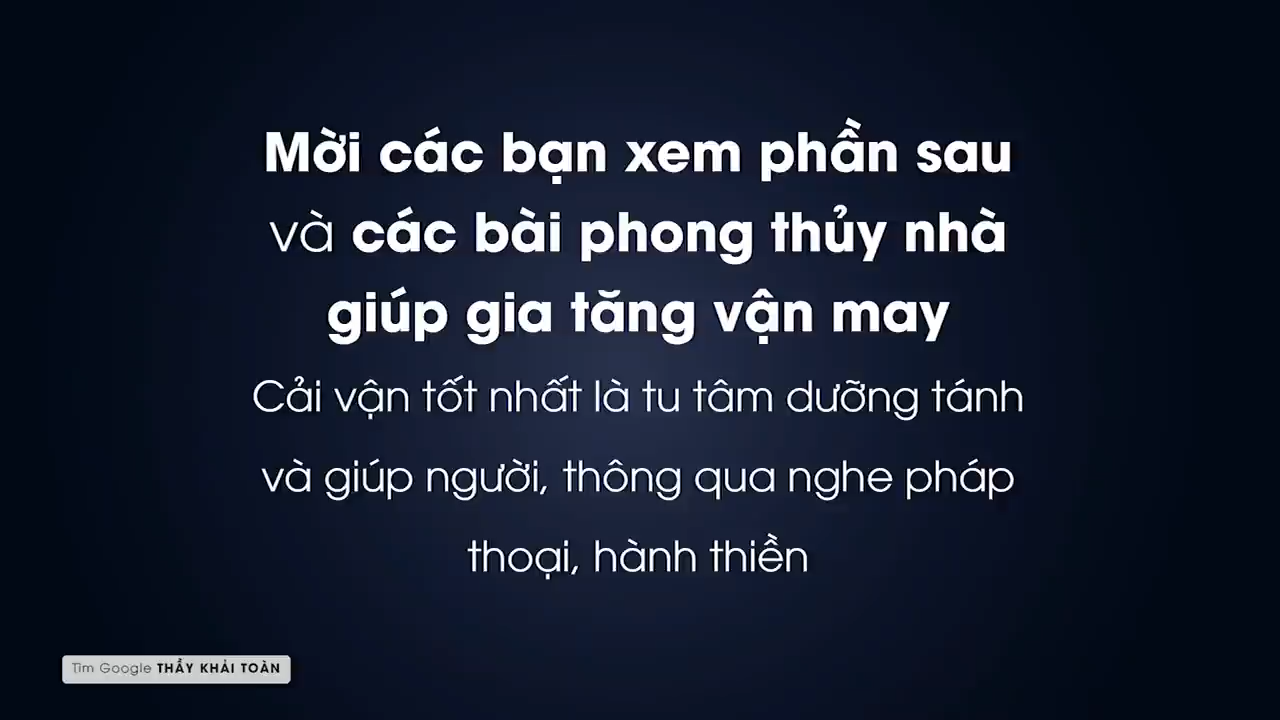 Mời các bạn xem phần sau
và các bài phong thủy nhà
giúp gia tăng vận may
Cải vận tốt nhất là tu tâm dưỡng tánh
và giúp người, thông qua nghe pháp
thoại, hành thiền
Tìm Google THẦY KHẢI TOÀN